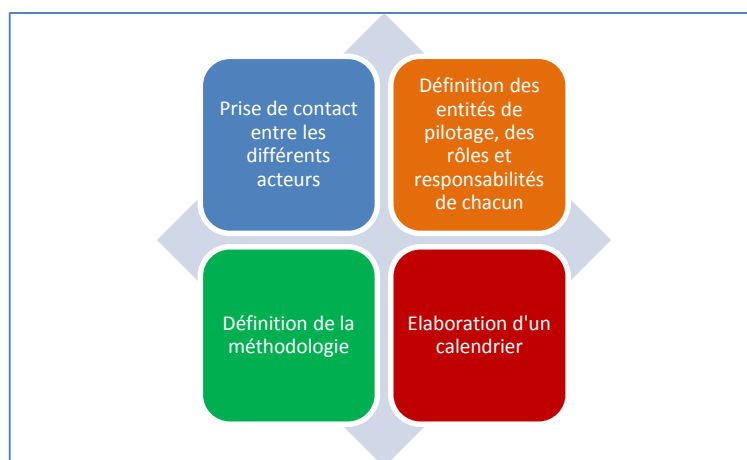 Prise de contact
entre les
différents
acteurs
Définition des
entités de
pilotage, des
rôles et
responsabilités
de chacun
Définition de la
méthodologie
Elaboration d'un
calendrier